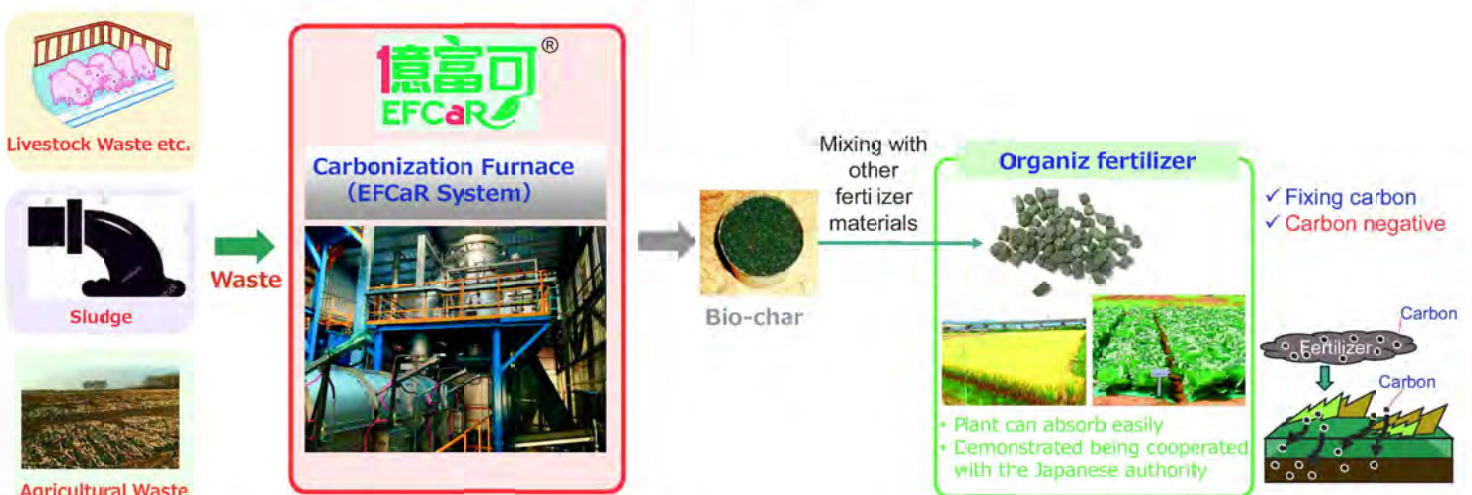 Livestock Waste etc.
Sludge
Agricultural Waste
Waste
1億富可®
EFCaR
Carbonization Furnace
(EFCaR System)
Bio-char
Mixing with
other
fertilizer
materials
Organiz fertilizer
• Plant can absorb easily
• Demonstrated being cooperated
with the Japanese authority
✓ Fixing carbon
✓ Carbon negative
Carbon
Fertilizer
Carbon